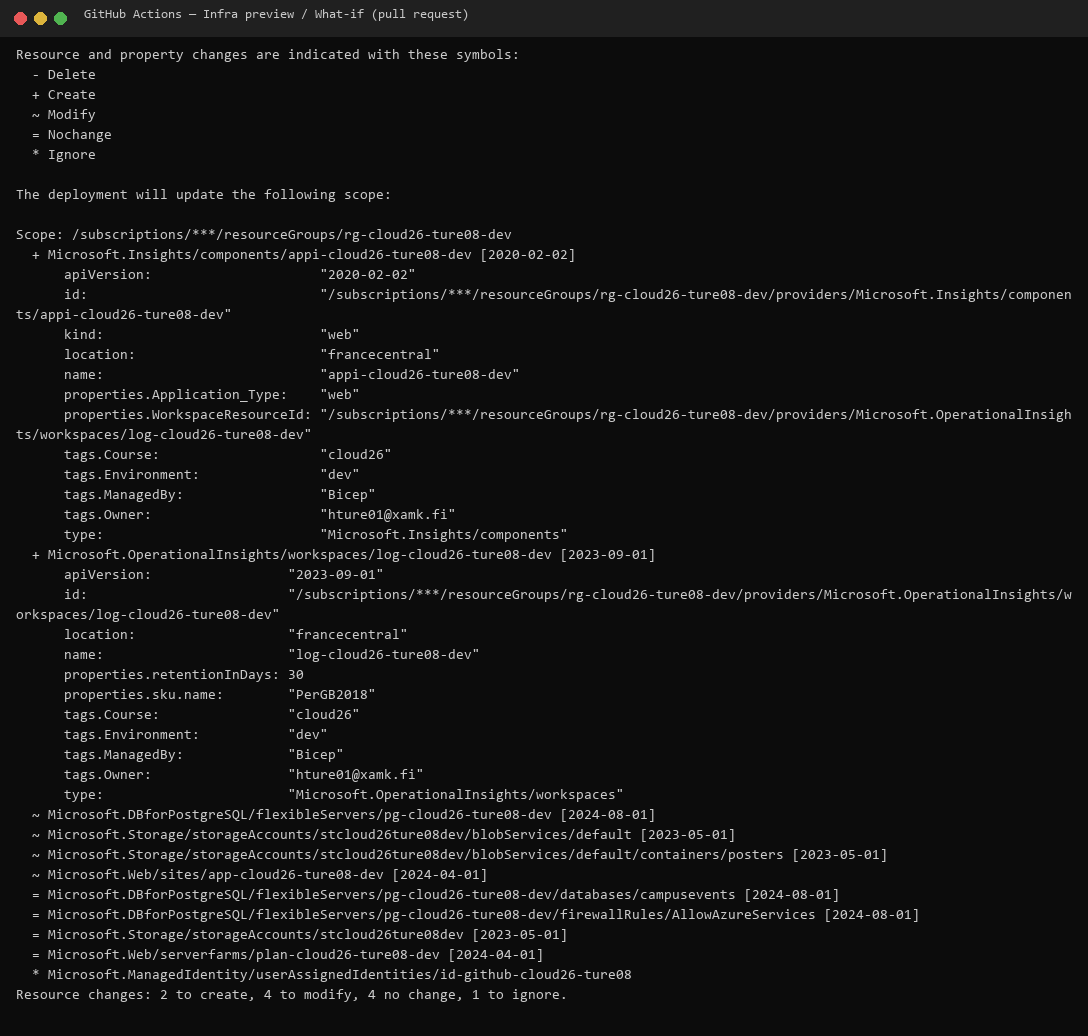 GitHub Actions — Infra preview / What-if (pull request)
Resource and property changes are indicated with these symbols:
  - Delete
  + Create
  ~ Modify
  = Nochange
  * Ignore

The deployment will update the following scope:

Scope: /subscriptions/***/resourceGroups/rg-cloud26-ture08-dev
  + Microsoft.Insights/components/appi-cloud26-ture08-dev [2020-02-02]
      apiVersion:                     "2020-02-02"
      id:                             "/subscriptions/***/resourceGroups/rg-cloud26-ture08-dev/providers/Microsoft.Insights/componen
ts/appi-cloud26-ture08-dev"
      kind:                           "web"
      location:                       "francecentral"
      name:                           "appi-cloud26-ture08-dev"
      properties.Application_Type:    "web"
      properties.WorkspaceResourceId: "/subscriptions/***/resourceGroups/rg-cloud26-ture08-dev/providers/Microsoft.OperationalInsigh
ts/workspaces/log-cloud26-ture08-dev"
      tags.Course:                    "cloud26"
      tags.Environment:               "dev"
      tags.ManagedBy:                 "Bicep"
      tags.Owner:                     "hture01@xamk.fi"
      type:                           "Microsoft.Insights/components"
  + Microsoft.OperationalInsights/workspaces/log-cloud26-ture08-dev [2023-09-01]
      apiVersion:                 "2023-09-01"
      id:                         "/subscriptions/***/resourceGroups/rg-cloud26-ture08-dev/providers/Microsoft.OperationalInsights/w
orkspaces/log-cloud26-ture08-dev"
      location:                   "francecentral"
      name:                       "log-cloud26-ture08-dev"
      properties.retentionInDays: 30
      properties.sku.name:        "PerGB2018"
      tags.Course:                "cloud26"
      tags.Environment:           "dev"
      tags.ManagedBy:             "Bicep"
      tags.Owner:                 "hture01@xamk.fi"
      type:                       "Microsoft.OperationalInsights/workspaces"
  ~ Microsoft.DBforPostgreSQL/flexibleServers/pg-cloud26-ture08-dev [2024-08-01]
  ~ Microsoft.Storage/storageAccounts/stcloud26ture08dev/blobServices/default [2023-05-01]
  ~ Microsoft.Storage/storageAccounts/stcloud26ture08dev/blobServices/default/containers/posters [2023-05-01]
  ~ Microsoft.Web/sites/app-cloud26-ture08-dev [2024-04-01]
  = Microsoft.DBforPostgreSQL/flexibleServers/pg-cloud26-ture08-dev/databases/campusevents [2024-08-01]
  = Microsoft.DBforPostgreSQL/flexibleServers/pg-cloud26-ture08-dev/firewallRules/AllowAzureServices [2024-08-01]
  = Microsoft.Storage/storageAccounts/stcloud26ture08dev [2023-05-01]
  = Microsoft.Web/serverfarms/plan-cloud26-ture08-dev [2024-04-01]
  * Microsoft.ManagedIdentity/userAssignedIdentities/id-github-cloud26-ture08
Resource changes: 2 to create, 4 to modify, 4 no change, 1 to ignore.